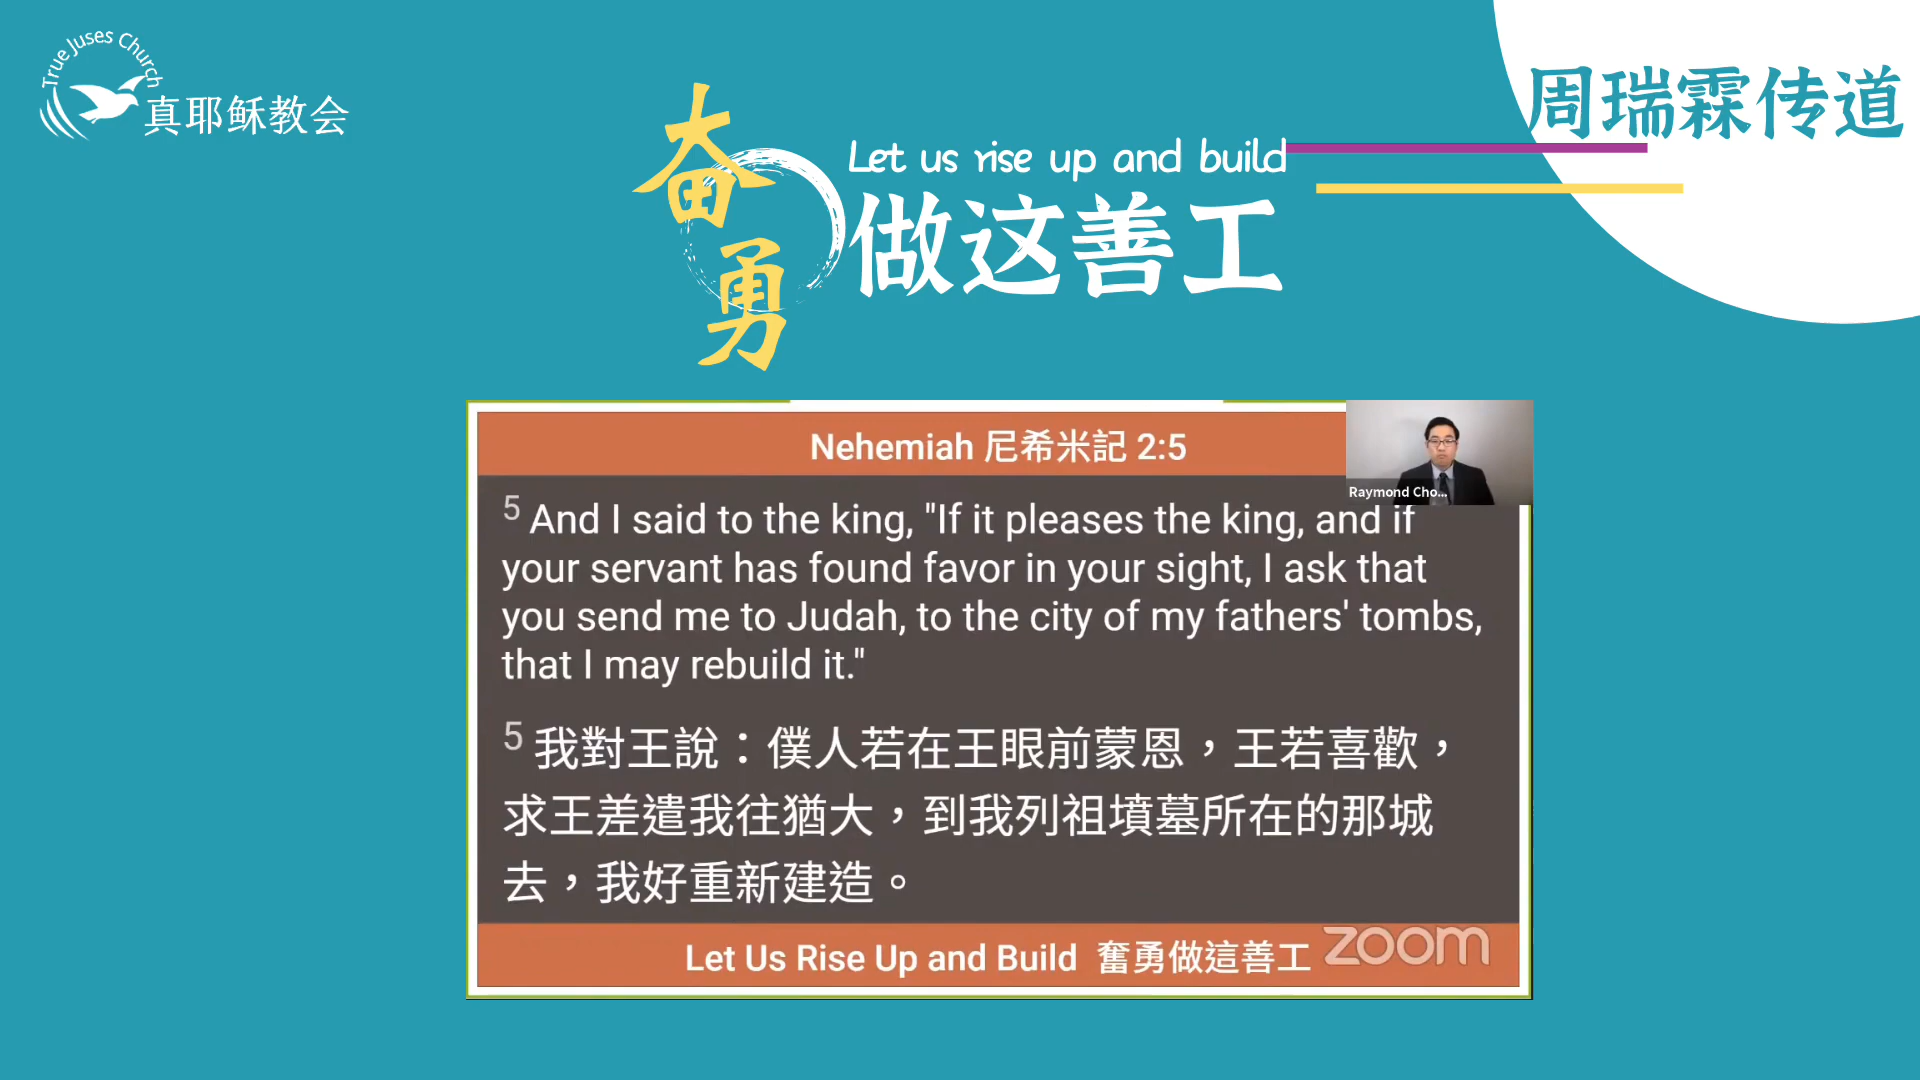 True Juses Church
真耶稣教会
周瑞霖传道
奋勇
Let us rise up and build
做这善工
Nehemiah 尼希米記 2:5
Raymond Cho...
5 And I said to the king, "If it pleases the king, and if
your servant has found favor in your sight, I ask that
you send me to Judah, to the city of my fathers' tombs,
that I may rebuild it."
5 我對王說：僕人若在王眼前蒙恩，王若喜歡，
求王差遣我往猶大，到我列祖墳墓所在的那城
去，我好重新建造。
Let Us Rise Up and Build 奮勇做這善工
zoom